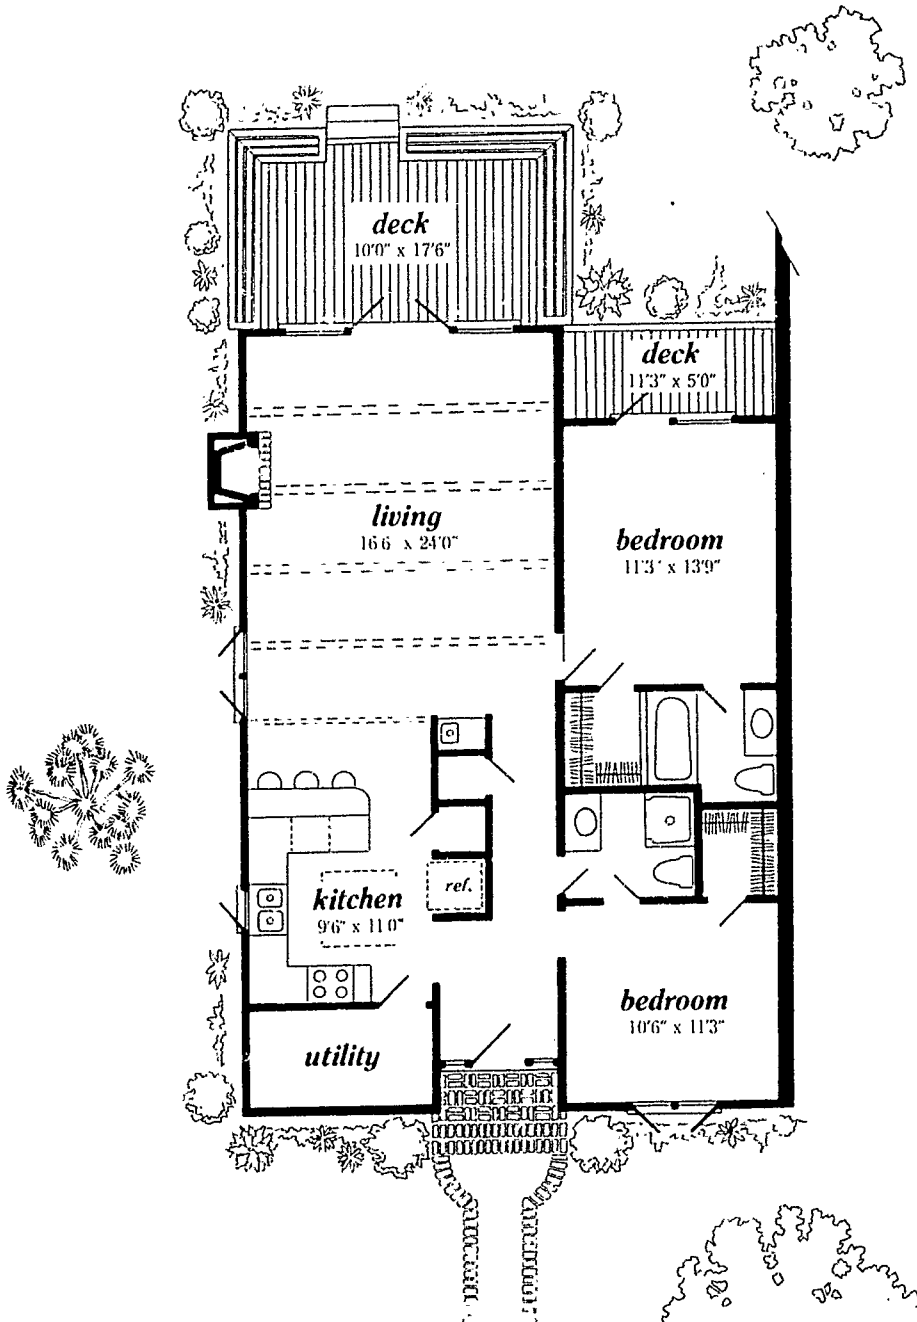 deck
10'0" x 17'6"
deck
11'3" x 5'0"
living
16 6 x 24'0"
bedroom
11'3' x 13'9"
kitchen
9'6" x 11 0"
ref.
bedroom
10'6" x 11'3"
utility